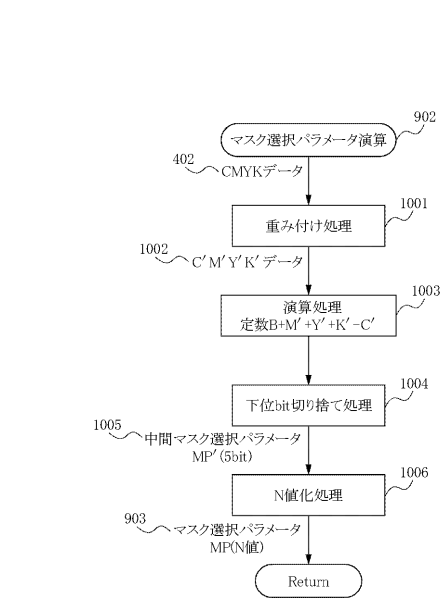 902
マスク選択パラメータ演算
402
CMYKデータ
1001
重み付け処理
1002
C′M′Y′K′データ
1003
演算処理
定数B+M′+Y′+K′−C′
1004
下位bit切り捨て処理
1005
中間マスク選択パラメータ
MP′(5bit)
1006
N値化処理
903
マスク選択パラメータ
MP(N値)
Return